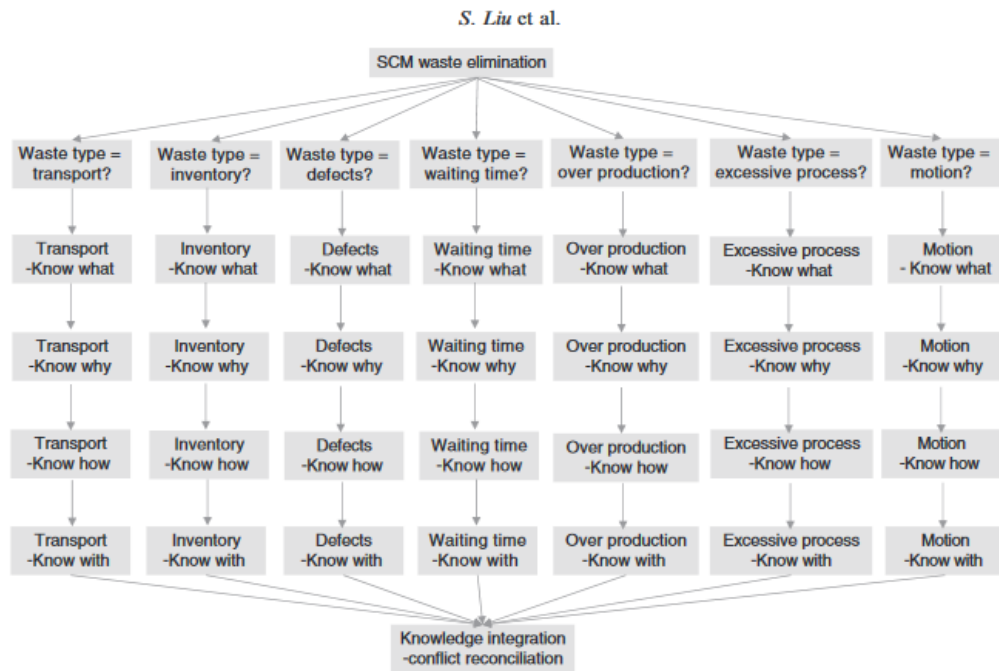 S. Liu et al.
SCM waste elimination
Waste type =
transport?
Waste type =
inventory?
Waste type =
defects?
Waste type =
waiting time?
Waste type =
over production?
Waste type =
excessive process?
Waste type =
motion?
Transport
-Know what
Inventory
-Know what
Defects
-Know what
Waiting time
-Know what
Over production
-Know what
Excessive process
-Know what
Motion
- Know what
Transport
-Know why
Inventory
-Know why
Defects
-Know why
Waiting time
-Know why
Over production
-Know why
Excessive process
-Know why
Motion
-Know why
Transport
-Know how
Inventory
-Know how
Defects
-Know how
Waiting time
-Know how
Over production
-Know how
Excessive process
-Know how
Motion
-Know how
Transport
-Know with
Inventory
-Know with
Defects
-Know with
Waiting time
-Know with
Over production
-Know with
Excessive process
-Know with
Motion
-Know with
Knowledge integration
-conflict reconciliation